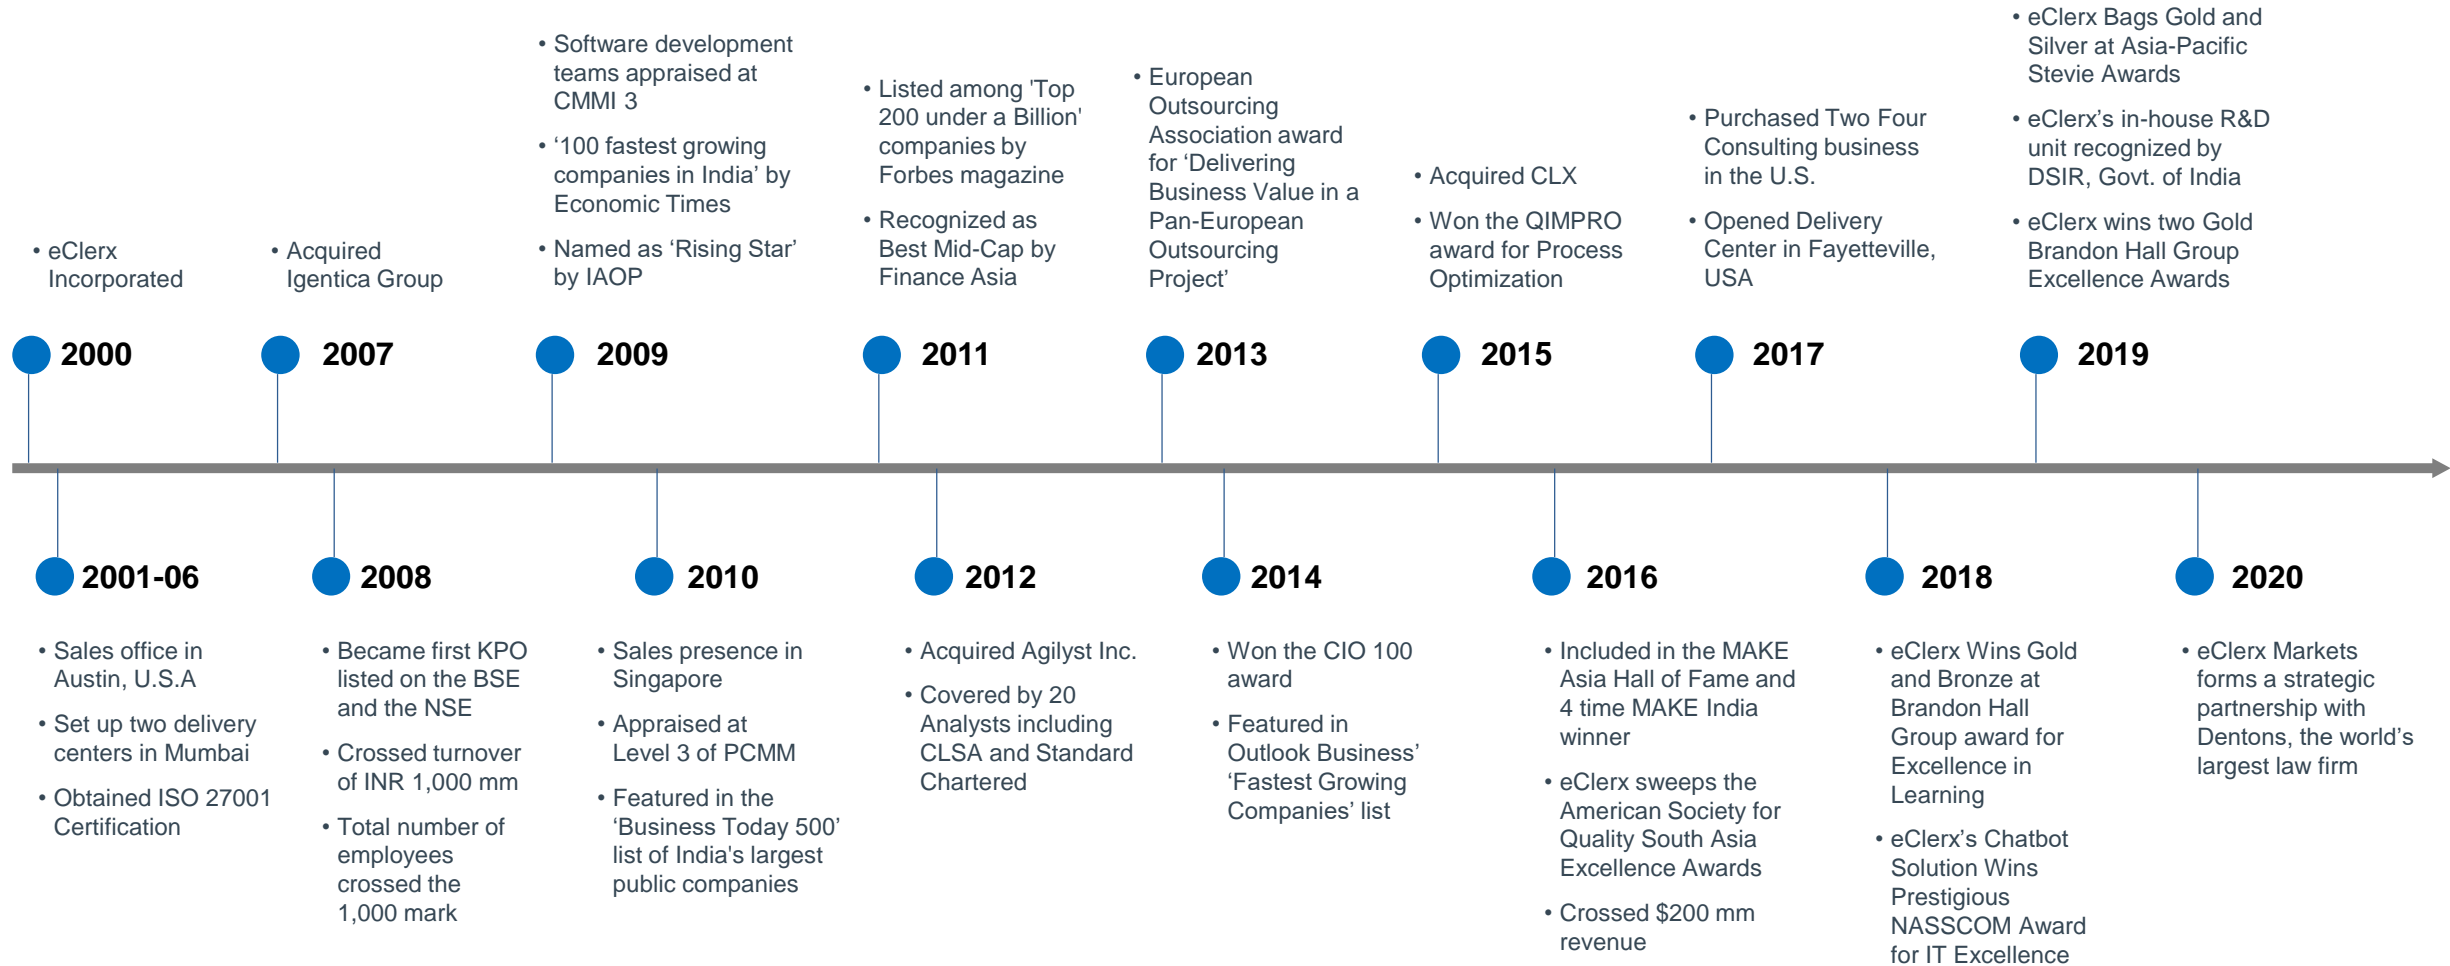 • eClerx
Incorporated
2000
• Acquired
Igentica Group
2007
• Software development
teams appraised at
CMMI 3
• ‘100 fastest growing
companies in India’ by
Economic Times
• Named as ‘Rising Star’
by IAOP
2009
• Listed among 'Top
200 under a Billion'
companies by
Forbes magazine
• Recognized as
Best Mid-Cap by
Finance Asia
2011
• European
Outsourcing
Association award
for ‘Delivering
Business Value in a
Pan-European
Outsourcing
Project’
2013
• Acquired CLX
• Won the QIMPRO
award for Process
Optimization
2015
• Purchased Two Four
Consulting business
in the U.S.
• Opened Delivery
Center in Fayetteville,
USA
2017
• eClerx Bags Gold and
Silver at Asia-Pacific
Stevie Awards
• eClerx’s in-house R&D
unit recognized by
DSIR, Govt. of India
• eClerx wins two Gold
Brandon Hall Group
Excellence Awards
2019
2001-06
• Sales office in
Austin, U.S.A
• Set up two delivery
centers in Mumbai
• Obtained ISO 27001
Certification
2008
• Became first KPO
listed on the BSE
and the NSE
• Crossed turnover
of INR 1,000 mm
• Total number of
employees
crossed the
1,000 mark
2010
• Sales presence in
Singapore
• Appraised at
Level 3 of PCMM
• Featured in the
‘Business Today 500’
list of India's largest
public companies
2012
• Acquired Agilyst Inc.
• Covered by 20
Analysts including
CLSA and Standard
Chartered
2014
• Won the CIO 100
award
• Featured in
Outlook Business’
‘Fastest Growing
Companies’ list
2016
• Included in the MAKE
Asia Hall of Fame and
4 time MAKE India
winner
• eClerx sweeps the
American Society for
Quality South Asia
Excellence Awards
• Crossed $200 mm
revenue
2018
• eClerx Wins Gold
and Bronze at
Brandon Hall
Group award for
Excellence in
Learning
• eClerx’s Chatbot
Solution Wins
Prestigious
NASSCOM Award
for IT Excellence
2020
• eClerx Markets
forms a strategic
partnership with
Dentons, the world’s
largest law firm